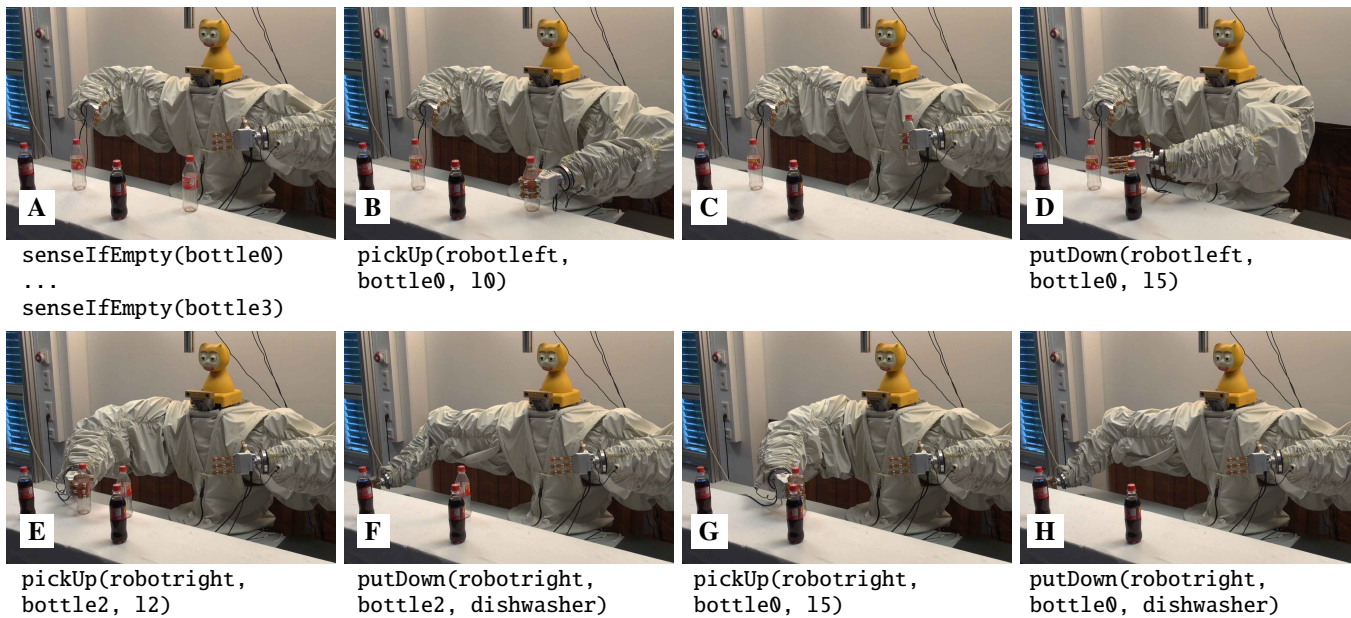 A
B
C
D
senseIfEmpty(bottle0)
...
senseIfEmpty(bottle3)
pickUp(robotleft,
bottle0, l0)
putDown(robotleft,
bottle0, l5)
E
F
G
H
pickUp(robotright,
bottle2, l2)
putDown(robotright,
bottle2, dishwasher)
pickUp(robotright,
bottle0, l5)
putDown(robotright,
bottle0, dishwasher)